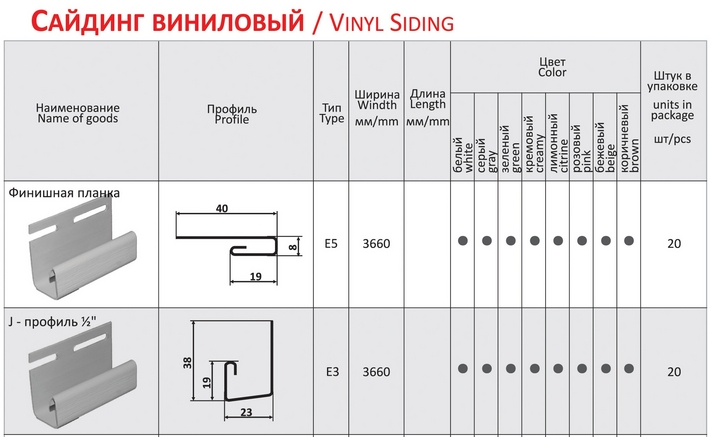 Сайдинг виниловый / Vinyl Siding
Наименование
Name of goods
Профиль
Profile
Тип
Type
Ширина
Windth
мм/mm
Длина
Length
мм/mm
Цвет
Color
белый
white
серый
gray
зеленый
green
кремовый
creamy
лимонный
citrine
розовый
pink
бежевый
beige
коричневый
brown
Штук в
упаковке
units in
package
шт/pcs
Финишная планка
40
8
19
E5
3660
20
J - профиль ½"
38
19
23
E3
3660
20